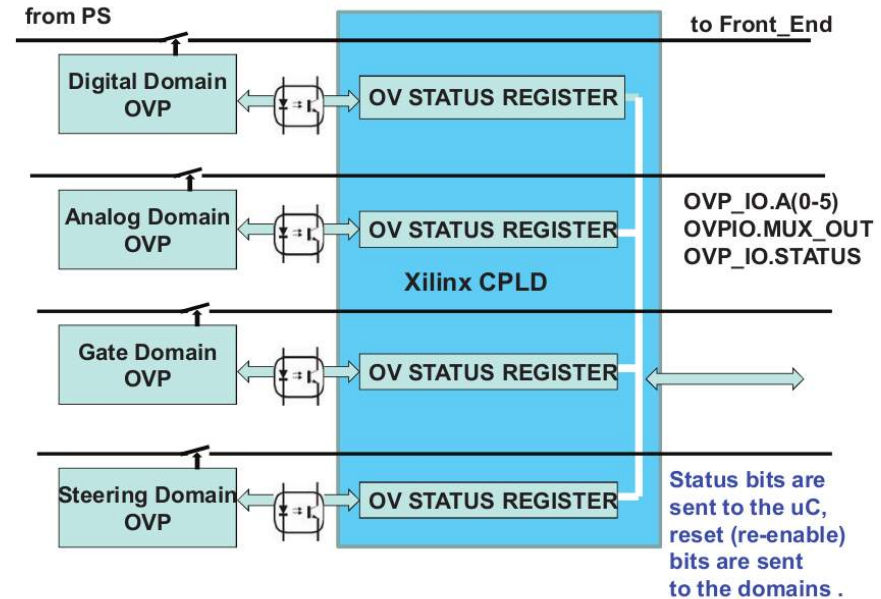 from PS
to Front_End
Digital Domain
OVP
OV STATUS REGISTER
Analog Domain
OVP
OV STATUS REGISTER
OVP_IO.A(0-5)
OVPIO.MUX_OUT
OVP_IO.STATUS
Xilinx CPLD
Gate Domain
OVP
OV STATUS REGISTER
Steering Domain
OVP
OV STATUS REGISTER
Status bits are
sent to the uC,
reset (re-enable)
bits are sent
to the domains .